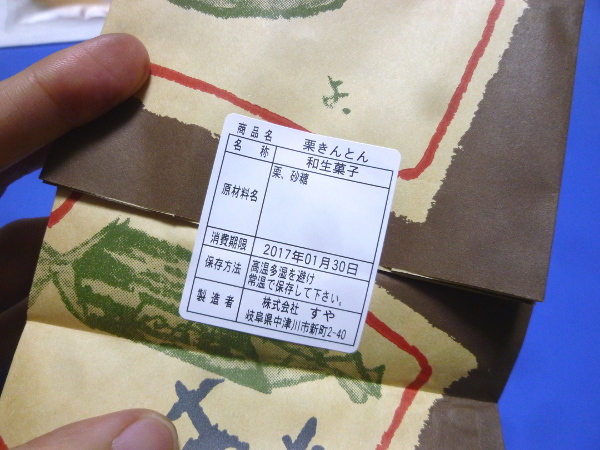 商品名 栗きんとん
名称 和生菓子
原材料名 栗、砂糖
消費期限 2017年01月30日
保存方法 高温多湿を避け
常温で保存して下さい。
製造者 株式会社 すや
岐阜県中津川市新町2-40